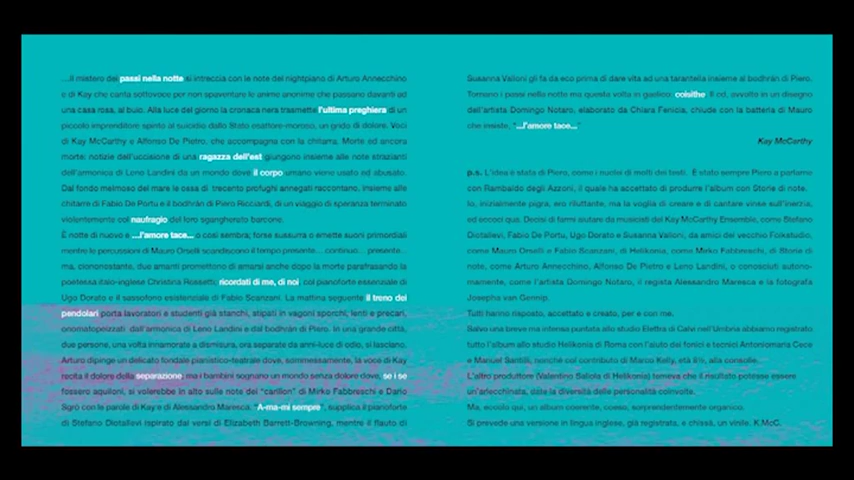 ...Il mistero dei passi nella notte si intreccia con le note del nightpiano di Arturo Annecchino
e di Kay che canta sottovoce per non spaventare le anime anonime che passano davanti ad
una casa rosa, al buio. Alla luce del giorno la cronaca nera trasmette l'ultima preghiera di un
piccolo imprenditore spinto al suicidio dallo Stato esattore-moroso, un grido di dolore. Voci
di Kay McCarthy e Alfonso De Pietro, che accompagna con la chitarra. Morte ed ancora
morte: notizie dell'uccisione di una ragazza dell'est giungono insieme alle note strazianti
dell'armonica di Leno Landini da un mondo dove il corpo umano viene usato ed abusato.
Dal fondo melmoso del mare le ossa di trecento profughi annegati raccontano, insieme alle
chitarre di Fabio De Portu e il bodhrán di Piero Ricciardi, di un viaggio di speranza terminato
violentemente col naufragio del loro sgangherato barcone.
È notte di nuovo e ...l'amore tace... o così sembra; forse sussurra o emette suoni primordiali
mentre le percussioni di Mauro Orselli scandiscono il tempo presente... continuo... presente...
ma, ciononostante, due amanti promettono di amarsi anche dopo la morte parafrasando la
poetessa italo-inglese Christina Rossetti, ricordati di me, di noi, col pianoforte essenziale di
Ugo Dorato e il sassofono esistenziale di Fabio Scanzani. La mattina seguente il treno dei
pendolari porta lavoratori e studenti già stanchi, stipati in vagoni sporchi, lenti e precari,
onomatopeizzati dall'armonica di Leno Landini e dal bodhrán di Piero. In una grande città,
due persone, una volta innamorate a dismisura, ora separate da anni-luce di odio, si lasciano.
Arturo dipinge un delicato fondale pianistico-teatrale dove, sommessamente, la voce di Kay
recita il dolore della separazione; ma i bambini sognano un mondo senza dolore dove, se i se
fossero aquiloni, si volerebbe in alto sulle note del "carillon" di Mirko Fabbreschi e Dario
Sgrò con le parole di Kay e di Alessandro Maresca. "A-ma-mi sempre", supplica il pianoforte
di Stefano Diotallevi ispirato dai versi di Elizabeth Barrett-Browning, mentre il flauto di
Susanna Valloni gli fa da eco prima di dare vita ad una tarantella insieme al bodhrán di Piero.
Tornano i passi nella notte ma questa volta in gaelico: coisithe. Il cd, avvolto in un disegno
dell'artista Domingo Notaro, elaborato da Chiara Fenicia, chiude con la batteria di Mauro
che insiste, "...l'amore tace..."
Kay McCarthy
p.s. L'idea è stata di Piero, come i nuclei di molti dei testi. È stato sempre Piero a parlarne
con Rambaldo degli Azzoni, il quale ha accettato di produrre l'album con Storie di note.
Io, inizialmente pigra, ero riluttante, ma la voglia di creare e di cantare vinse sull'inerzia,
ed eccoci qua. Decisi di farmi aiutare da musicisti del Kay McCarthy Ensemble, come Stefano
Diotallevi, Fabio De Portu, Ugo Dorato e Susanna Valloni, da amici del vecchio Folkstudio,
come Mauro Orselli e Fabio Scanzani, di Helikonia, come Mirko Fabbreschi, di Storie di
note, come Arturo Annecchino, Alfonso De Pietro e Leno Landini, o conosciuti autono-
mamente, come l'artista Domingo Notaro, il regista Alessandro Maresca e la fotografa
Josepha van Gennip.
Tutti hanno risposto, accettato e creato, per e con me.
Salvo una breve ma intensa puntata allo studio Elettra di Calvi nell'Umbria abbiamo registrato
tutto l'album allo studio Helikonia di Roma con l'aiuto dei fonici e tecnici Antoniomaria Cece
e Manuel Santilli, nonché col contributo di Marco Kelly, età 8½, alla consolle.
L'altro produttore (Valentino Saliola di Helikonia) temeva che il risultato potesse essere
un'arlecchinata, date la diversità delle personalità coinvolte.
Ma, eccolo qui, un album coerente, coeso, sorprendentemente organico.
Si prevede una versione in lingua inglese, già registrata, e chissà, un vinile. K.McC.